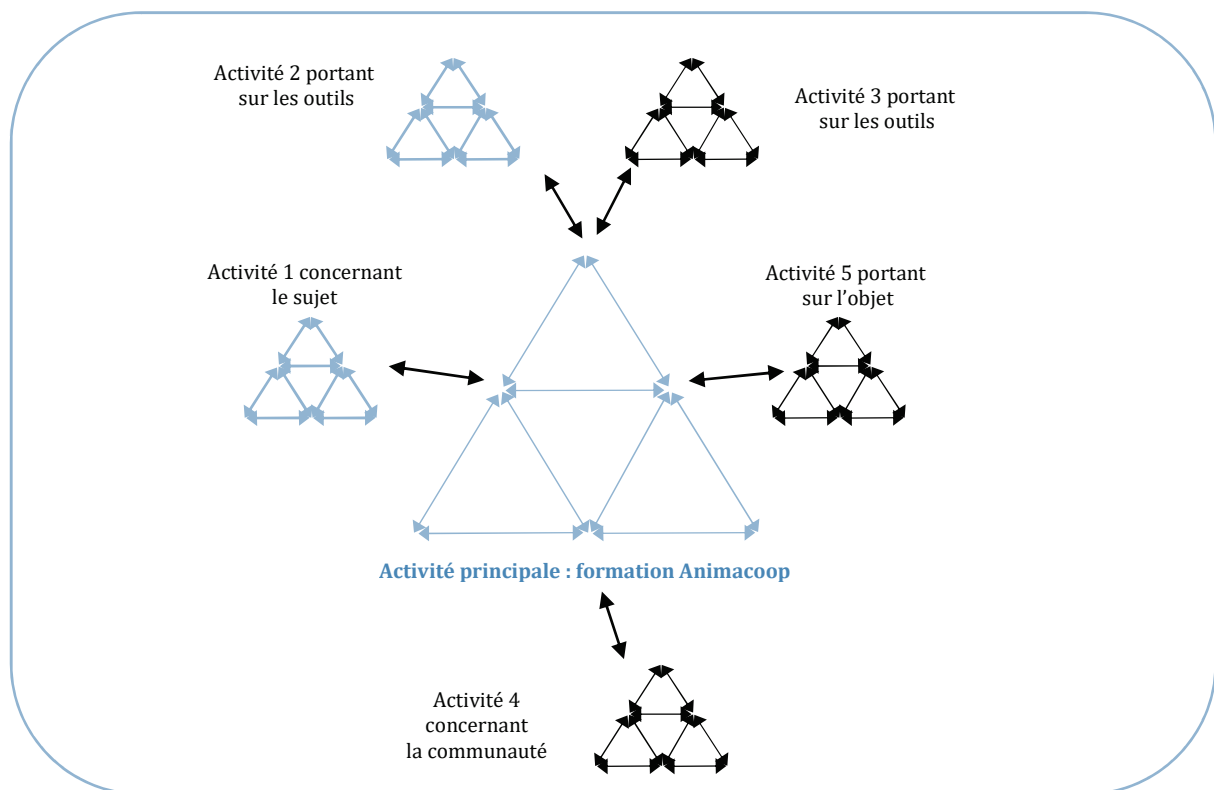 Activité 2 portant
sur les outils
Activité 3 portant
sur les outils
Activité 1 concernant
le sujet
Activité 5 portant
sur l’objet
Activité principale : formation Animacoop
Activité 4
concernant
la communauté